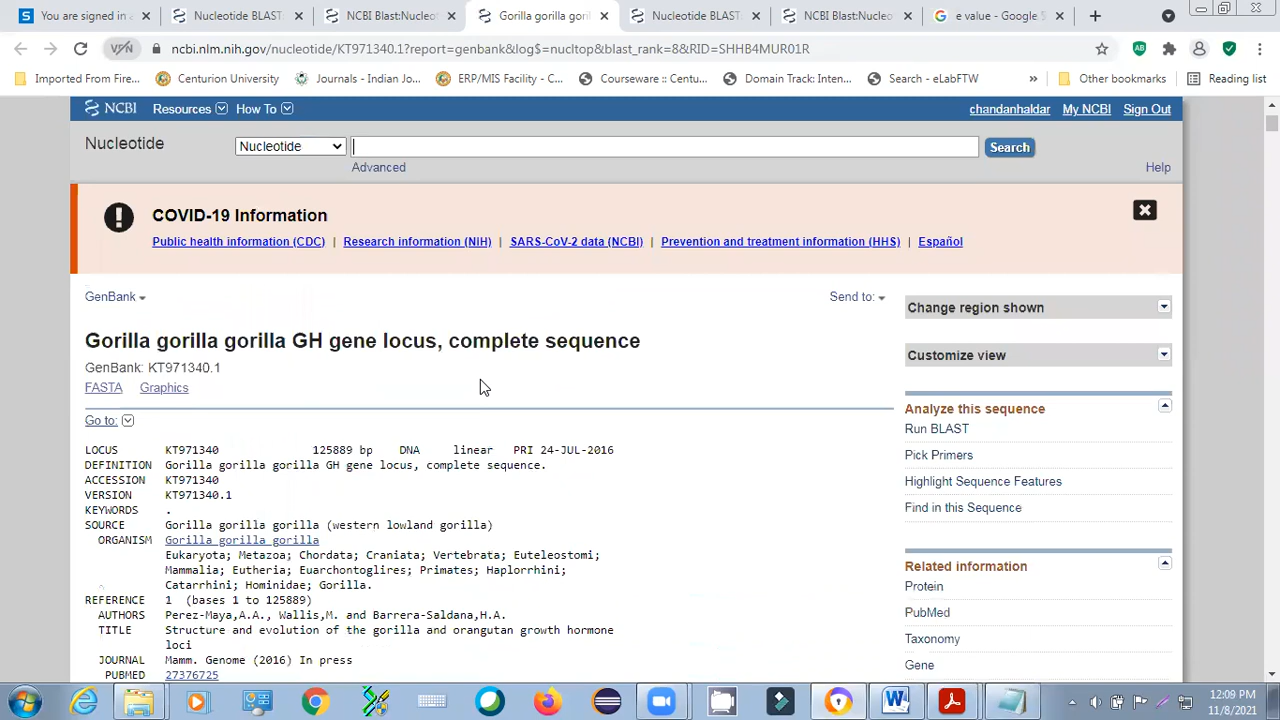 You are signed in a
Nucleotide BLAST
NCBI Blast:Nucleo
Gorilla gorilla gori
Nucleotide BLAST
NCBI Blast:Nucleo
e value - Google S
VPN
ncbi.nlm.nih.gov/nucleotide/KT971340.1?report=genbank&log$=nucltop&blast_rank=8&RID=SHHB4MUR01R
Imported From Fire...
Centurion University
Journals - Indian Jo...
ERP/MIS Facility - C...
Courseware :: Centu...
Domain Track: Inten...
Search - eLabFTW
»
Other bookmarks
Reading list
NCBI Resources How To
chandanhaldar My NCBI Sign Out
Nucleotide
Nucleotide
Search
Advanced
Help
COVID-19 Information
Public health information (CDC) | Research information (NIH) | SARS-CoV-2 data (NCBI) | Prevention and treatment information (HHS) | Español
GenBank
Send to:
Gorilla gorilla gorilla GH gene locus, complete sequence
GenBank: KT971340.1
FASTA Graphics
Go to:
LOCUS KT971340 125889 bp DNA linear PRI 24-JUL-2016
DEFINITION Gorilla gorilla gorilla GH gene locus, complete sequence.
ACCESSION KT971340
VERSION KT971340.1
KEYWORDS .
SOURCE Gorilla gorilla gorilla (western lowland gorilla)
ORGANISM Gorilla gorilla gorilla
Eukaryota; Metazoa; Chordata; Craniata; Vertebrata; Euteleostomi;
Mammalia; Eutheria; Euarchontoglires; Primates; Haplorrhini;
Catarrhini; Hominidae; Gorilla.
REFERENCE 1 (bases 1 to 125889)
AUTHORS Perez-Maya,A.A., Wallis,M. and Barrera-Saldana,H.A.
TITLE Structure and evolution of the gorilla and orangutan growth hormone
loci
JOURNAL Mamm. Genome (2016) In press
PUBMED 27376725
Change region shown
Customize view
Analyze this sequence
Run BLAST
Pick Primers
Highlight Sequence Features
Find in this Sequence
Related information
Protein
PubMed
Taxonomy
Gene
12:09 PM
11/8/2021